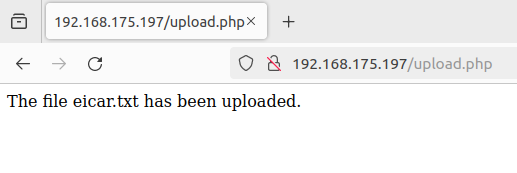 192.168.175.197/upload.php
192.168.175.197/upload.php
The file eicar.txt has been uploaded.